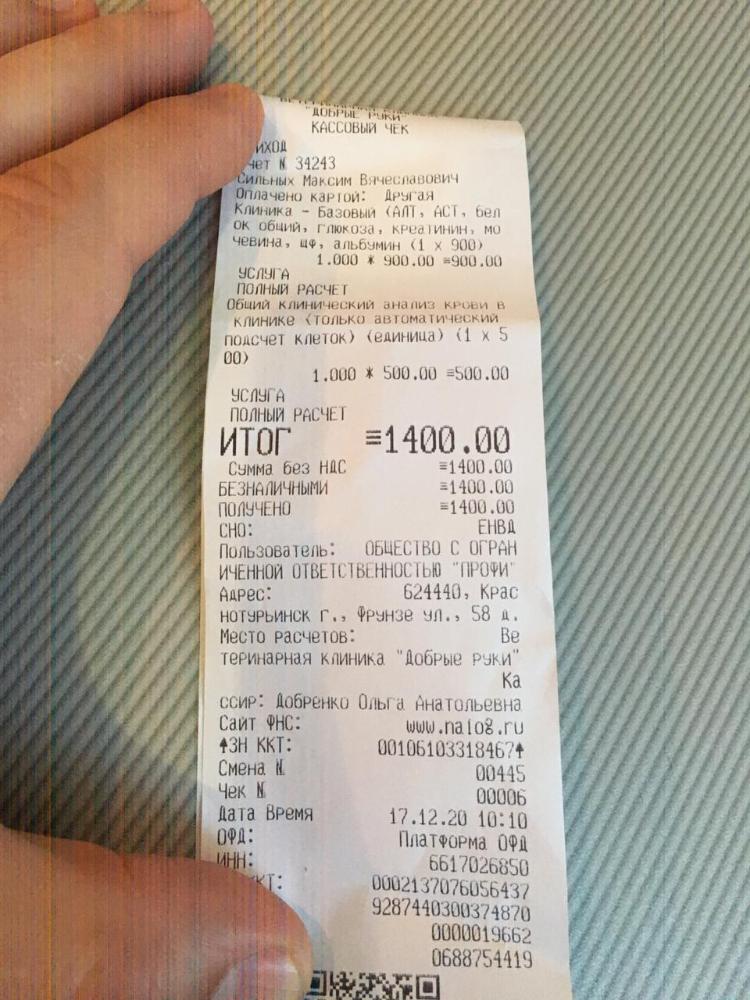 "ДОБРЫЕ РУКИ"
КАССОВЫЙ ЧЕК
ИХОД
чет № 34243
Сильных Максим Вячеславович
Оплачено картой: Другая
Клиника - Базовый (АЛТ, АСТ, бел
ок общий, глюкоза, креатинин, мо
чевина, щф, альбумин (1 x 900)
1.000 * 900.00 ≡900.00
УСЛУГА
ПОЛНЫЙ РАСЧЕТ
Общий клинический анализ крови в
клинике (только автоматический
подсчет клеток) (единица) (1 x 5
00)
1.000 * 500.00 ≡500.00
УСЛУГА
ПОЛНЫЙ РАСЧЕТ
ИТОГ ≡1400.00
Сумма без НДС ≡1400.00
БЕЗНАЛИЧНЫМИ ≡1400.00
ПОЛУЧЕНО ≡1400.00
СНО: ЕНВД
Пользователь: ОБЩЕСТВО С ОГРАН
ИЧЕННОЙ ОТВЕТСТВЕННОСТЬЮ "ПРОФИ"
Адрес: 624440, Крас
нотурьинск г., Фрунзе ул., 58 д.
Место расчетов: Ве
теринарная клиника "Добрые руки"
Ка
ссир: Добренко Ольга Анатольевна
Сайт ФНС: www.nalog.ru
↑ЗН ККТ: 00106103318467↑
Смена № 00445
Чек № 00006
Дата Время 17.12.20 10:10
ОФД: Платформа ОФД
ИНН: 6617026850
КТ: 0002137076056437
9287440300374870
0000019662
0688754419